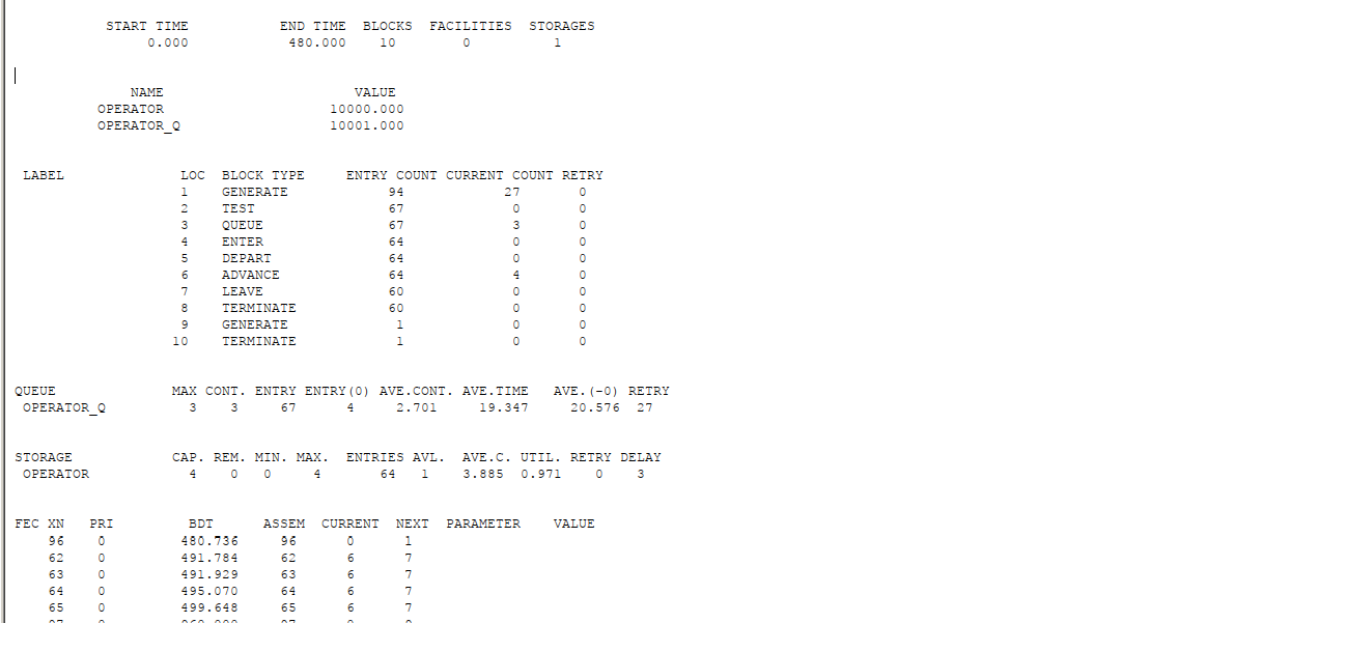 START TIME END TIME BLOCKS FACILITIES STORAGES
0.000 480.000 10 0 1
NAME VALUE
OPERATOR 10000.000
OPERATOR_Q 10001.000
LABEL LOC BLOCK TYPE ENTRY COUNT CURRENT COUNT RETRY
1 GENERATE 94 27 0
2 TEST 67 0 0
3 QUEUE 67 3 0
4 ENTER 64 0 0
5 DEPART 64 0 0
6 ADVANCE 64 4 0
7 LEAVE 60 0 0
8 TERMINATE 60 0 0
9 GENERATE 1 0 0
10 TERMINATE 1 0 0
QUEUE MAX CONT. ENTRY ENTRY(0) AVE.CONT. AVE.TIME AVE.(-0) RETRY
OPERATOR_Q 3 3 67 4 2.701 19.347 20.576 27
STORAGE CAP. REM. MIN. MAX. ENTRIES AVL. AVE.C. UTIL. RETRY DELAY
OPERATOR 4 0 0 4 64 1 3.885 0.971 0 3
FEC XN PRI BDT ASSEM CURRENT NEXT PARAMETER VALUE
96 0 480.736 96 0 1
62 0 491.784 62 6 7
63 0 491.929 63 6 7
64 0 495.070 64 6 7
65 0 499.648 65 6 7